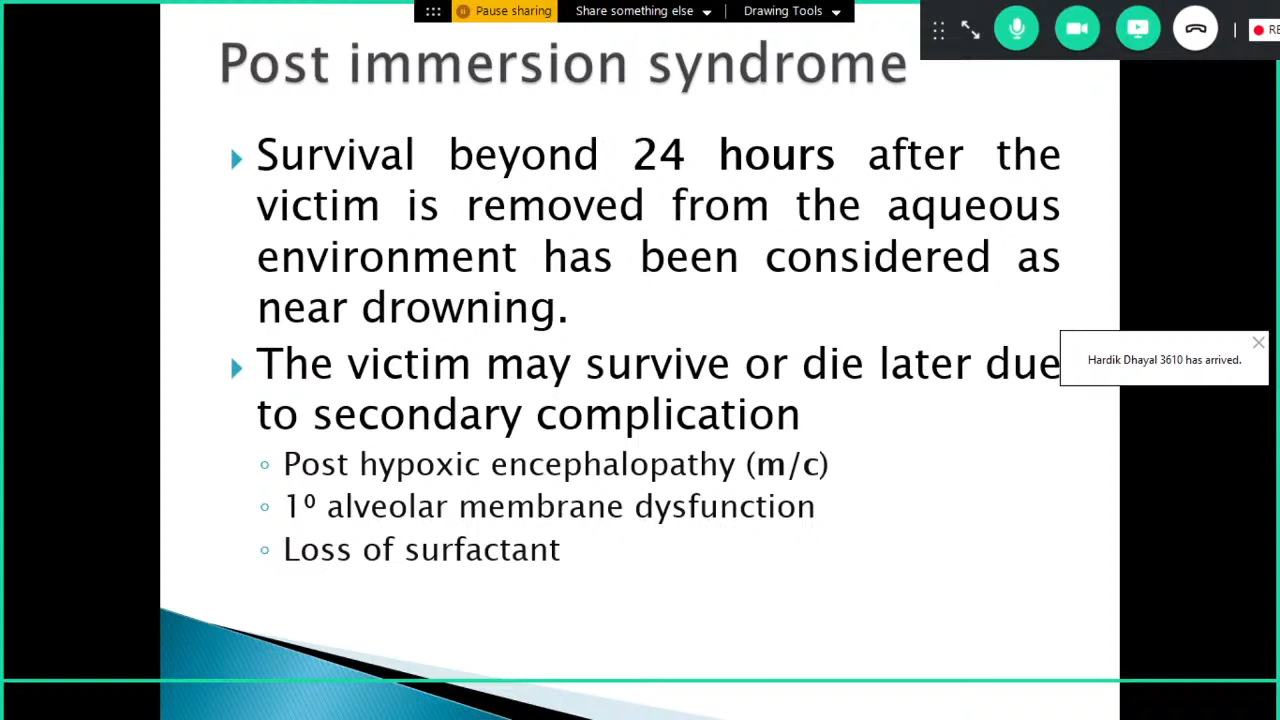 Pause sharing
Share something else
Drawing Tools
RE
Post immersion syndrome
Survival beyond 24 hours after the
victim is removed from the aqueous
environment has been considered as
near drowning.
The victim may survive or die later due
to secondary complication
Post hypoxic encephalopathy (m/c)
1⁰ alveolar membrane dysfunction
Loss of surfactant
Hardik Dhayal 3610 has arrived.